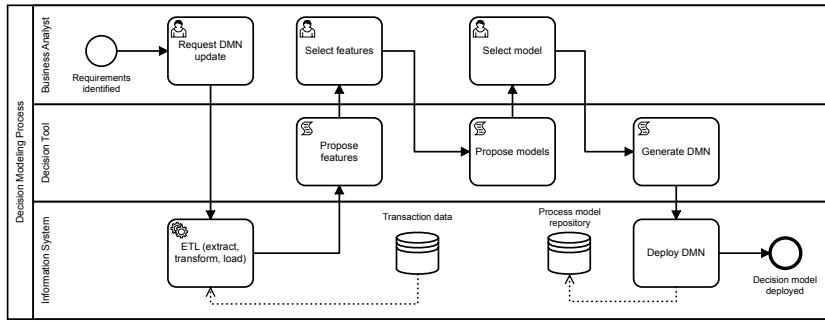 Decision Modeling Process
Business Analyst
Requirements
identified
Request DMN
update
Select features
Select model
Decision Tool
Propose
features
Propose models
Generate DMN
Information System
ETL (extract,
transform, load)
Transaction data
Process model
repository
Deploy DMN
Decision model
deployed